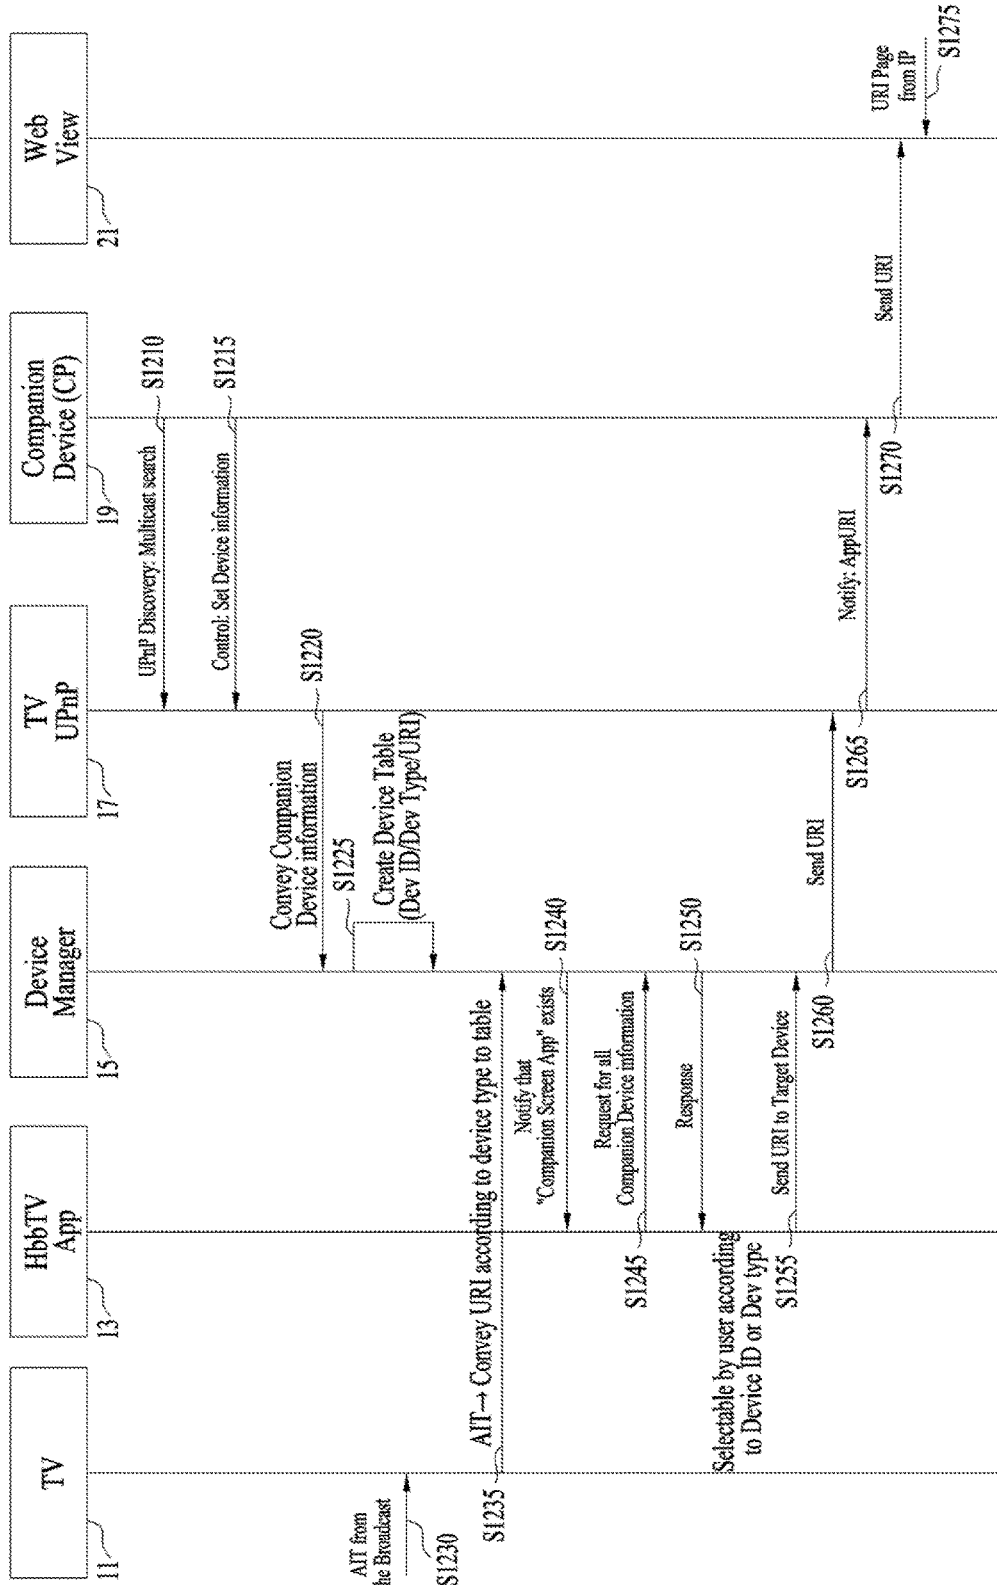 TV
11
HbbTV
App
13
Device
Manager
15
TV
UPnP
17
Companion
Device (CP)
19
Web
View
21
UPnP Discovery: Multicast search
S1210
Control: Set Device information
S1215
Convey Companion
Device information
S1220
S1225
Create Device Table
(Dev ID/Dev Type/URI)
AIT from
he Broadcast
S1230
AIT→ Convey URI according to device type to table
S1235
Notify that
"Companion Screen App" exists
S1240
Request for all
Companion Device information
S1245
Response
S1250
Selectable by user according
to Device ID or Dev type
Send URI to Target Device
S1255
Send URI
S1260
Notify: AppURI
S1265
Send URI
S1270
URI Page
from IP
S1275